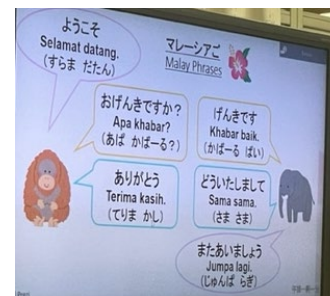 ようこそ
Selamat datang.
(すらま だたん)
マレーシアご
Malay Phrases
おげんきですか?
Apa khabar?
(あぱ かばーる?)
げんきです
Khabar baik.
(かばーる ばい)
ありがとう
Terima kasih.
(てりま かし)
どういたしまして
Sama sama.
(さま さま)
またあいましょう
Jumpa lagi.
(じゅんぱ らぎ)